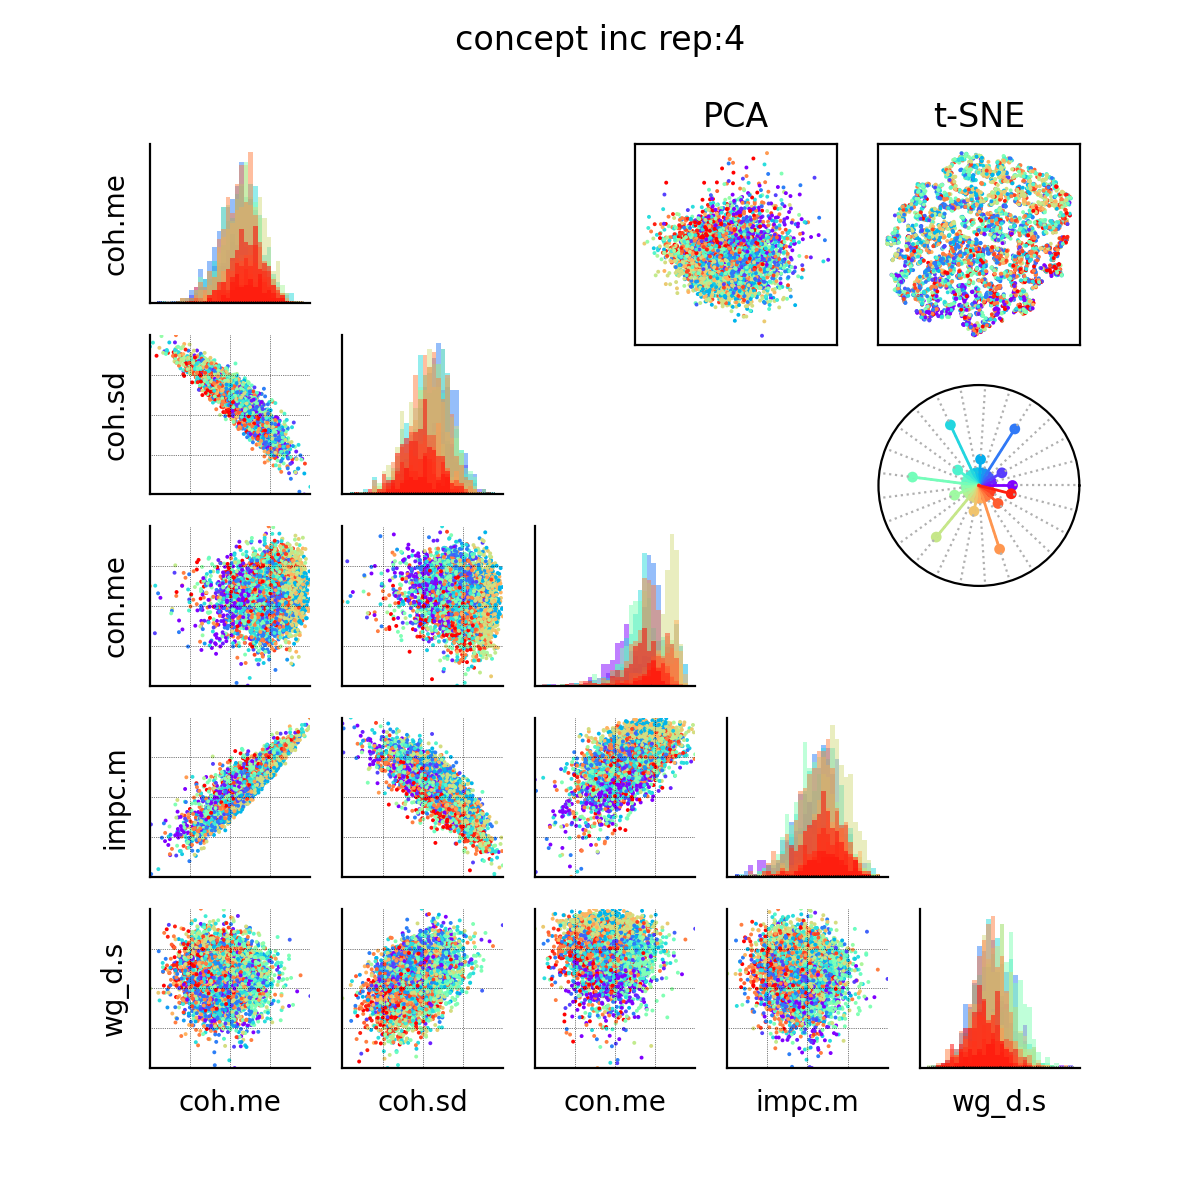 concept inc rep:4
PCA
t-SNE
coh.me
coh.sd
con.me
impc.m
wg_d.s
coh.me
coh.sd
con.me
impc.m
wg_d.s